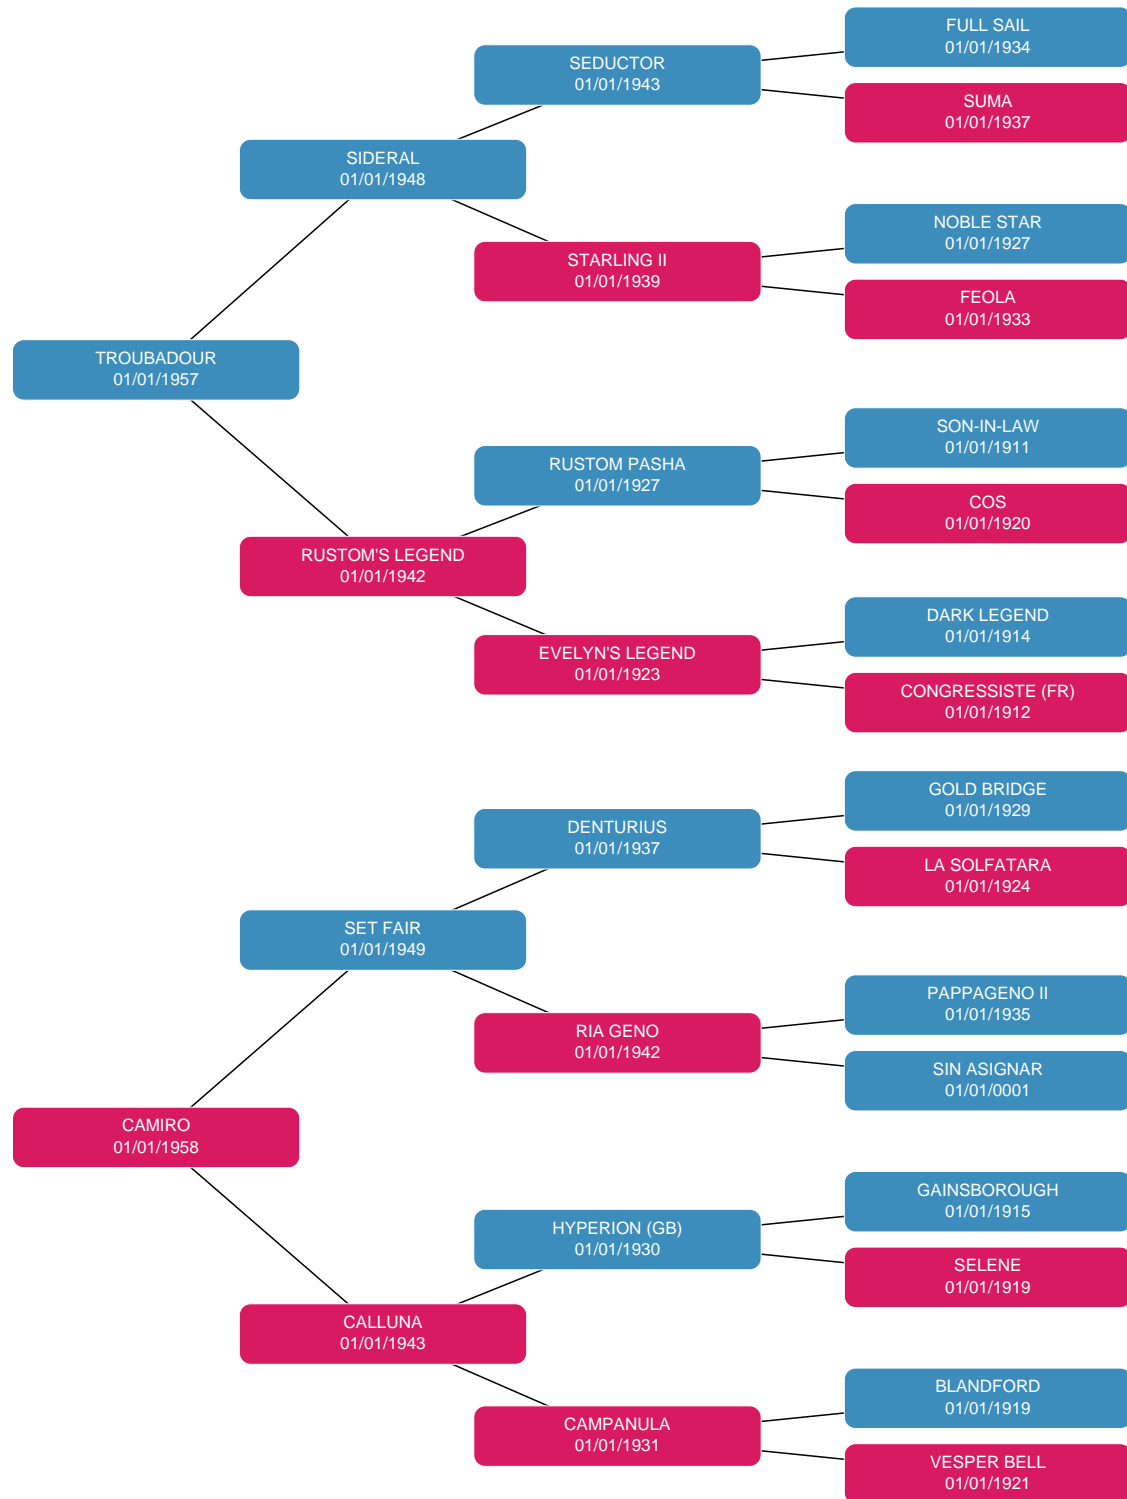 FULL SAIL
01/01/1934
SEDUCTOR
01/01/1943
SUMA
01/01/1937
SIDERAL
01/01/1948
NOBLE STAR
01/01/1927
STARLING II
01/01/1939
FEOLA
01/01/1933
TROUBADOUR
01/01/1957
SON-IN-LAW
01/01/1911
RUSTOM PASHA
01/01/1927
COS
01/01/1920
RUSTOM'S LEGEND
01/01/1942
DARK LEGEND
01/01/1914
EVELYN'S LEGEND
01/01/1923
CONGRESSISTE (FR)
01/01/1912
GOLD BRIDGE
01/01/1929
DENTURIUS
01/01/1937
LA SOLFATARA
01/01/1924
SET FAIR
01/01/1949
PAPPAGENO II
01/01/1935
RIA GENO
01/01/1942
SIN ASIGNAR
01/01/0001
CAMIRO
01/01/1958
GAINSBOROUGH
01/01/1915
HYPERION (GB)
01/01/1930
SELENE
01/01/1919
CALLUNA
01/01/1943
BLANDFORD
01/01/1919
CAMPANULA
01/01/1931
VESPER BELL
01/01/1921